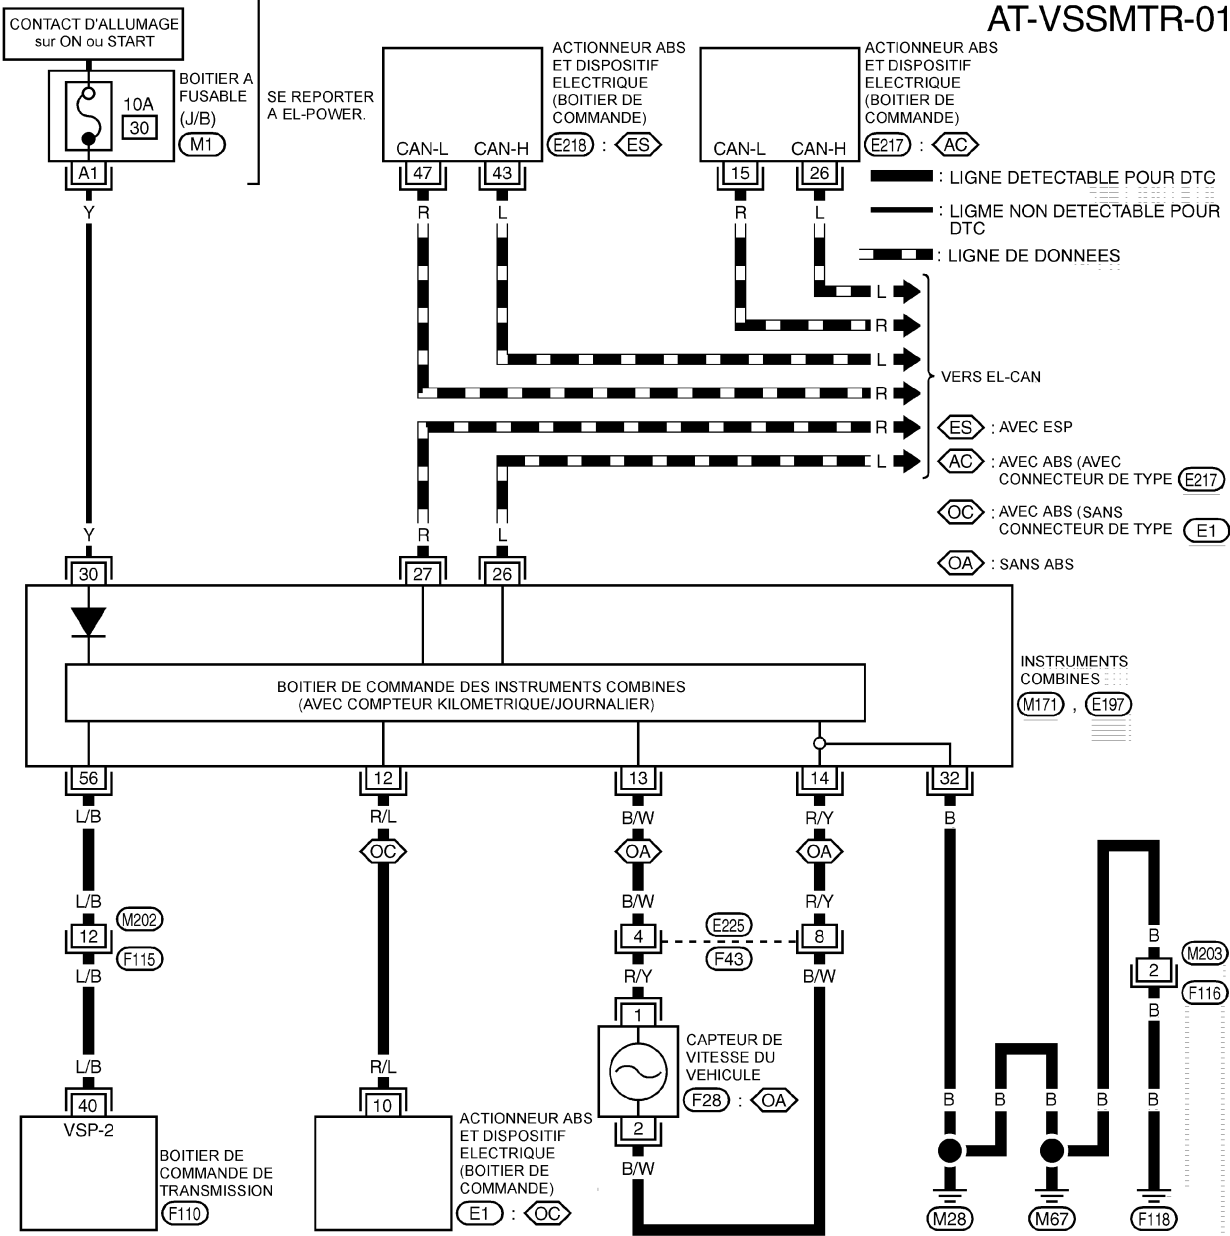 AT-VSSMTR-01
CONTACT D'ALLUMAGE
sur ON ou START
BOITIER A
FUSABLE
(J/B)
M1
10A
30
A1
SE REPORTER
A EL-POWER.
CAN-L
CAN-H
47
43
ACTIONNEUR ABS
ET DISPOSITIF
ELECTRIQUE
(BOITIER DE
COMMANDE)
E218 : ES
CAN-L
CAN-H
15
26
ACTIONNEUR ABS
ET DISPOSITIF
ELECTRIQUE
(BOITIER DE
COMMANDE)
E217 : AC
: LIGNE DETECTABLE POUR DTC
: LIGME NON DETECTABLE POUR
DTC
: LIGNE DE DONNEES
Y
R
L
R
L
L
R
L
R
R
L
VERS EL-CAN
ES : AVEC ESP
AC : AVEC ABS (AVEC
CONNECTEUR DE TYPE E217
OC : AVEC ABS (SANS
CONNECTEUR DE TYPE E1
OA : SANS ABS
Y
R
L
30
27
26
BOITIER DE COMMANDE DES INSTRUMENTS COMBINES
(AVEC COMPTEUR KILOMETRIQUE/JOURNALIER)
INSTRUMENTS
COMBINES
M171 , E197
56
12
13
14
32
L/B
R/L
B/W
R/Y
B
OC
OA
OA
L/B
B/W
R/Y
12
M202
F115
4
E225
F43
8
B
2
M203
F116
L/B
R/Y
B/W
B
1
CAPTEUR DE
VITESSE DU
VEHICULE
F28 : OA
2
L/B
R/L
B
B
B
B
B
40
VSP-2
BOITIER DE
COMMANDE DE
TRANSMISSION
F110
10
ACTIONNEUR ABS
ET DISPOSITIF
ELECTRIQUE
(BOITIER DE
COMMANDE)
E1 : OC
B/W
M28
M67
F118